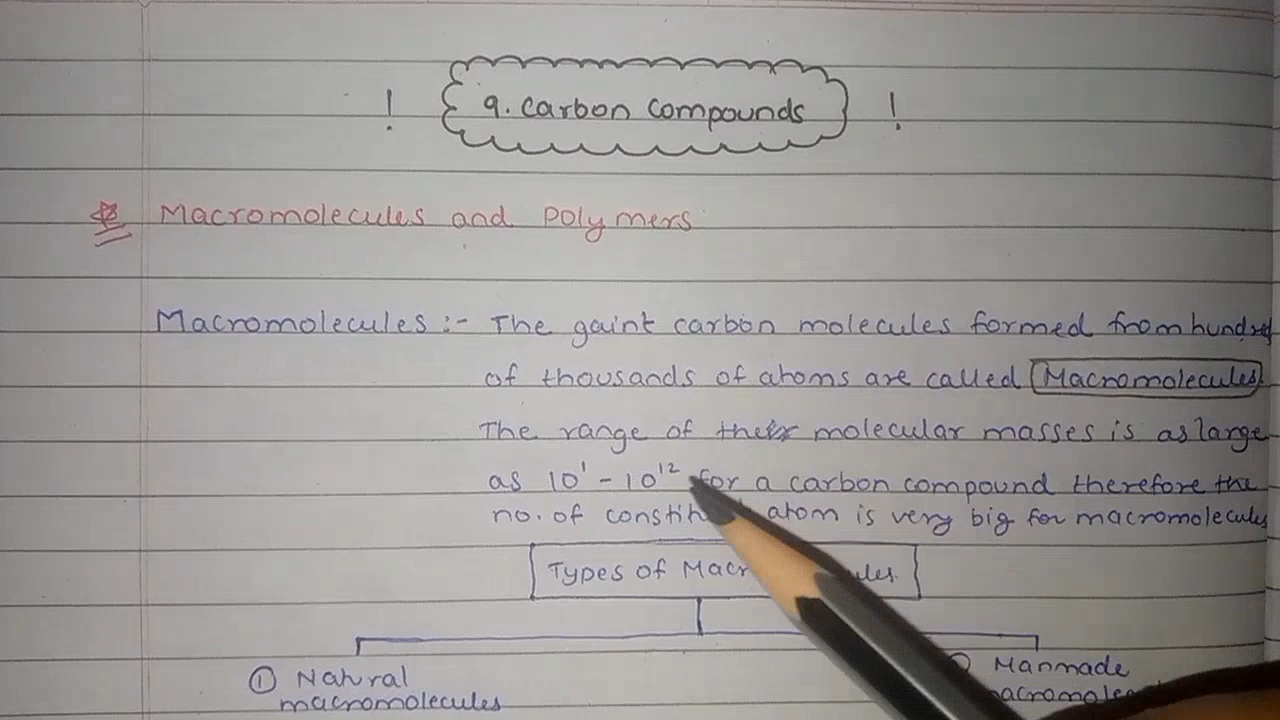 ! 9. Carbon Compounds !
Macromolecules and Polymers
Macromolecules :- The gaint carbon molecules formed from hundred
of thousands of atoms are called Macromolecules.
The range of their molecular masses is as large
as 10¹ - 10¹² for a carbon compound therefore the
no. of atom is very big for macromolecules
Types of
① Natural
macromolecules
Manmade